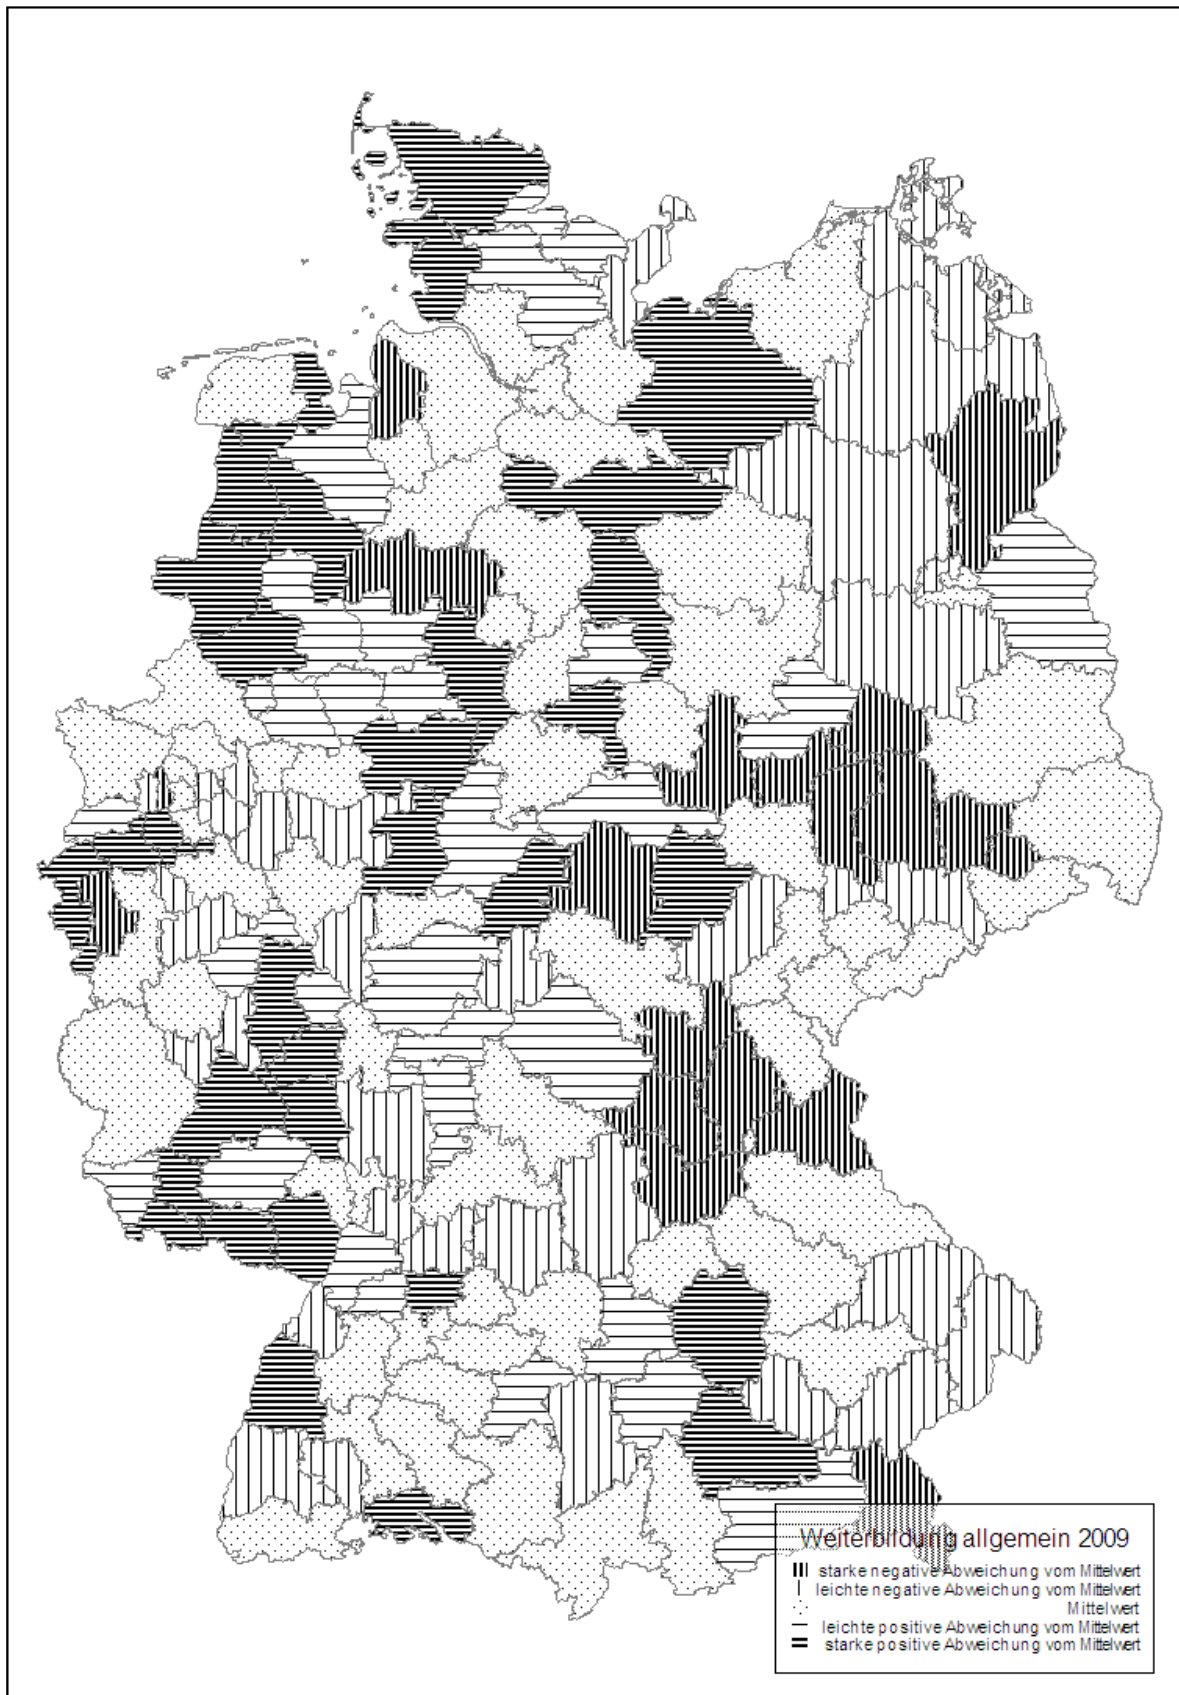 Weiterbildung allgemein 2009
starke negative Abweichung vom Mittelwert
leichte negative Abweichung vom Mittelwert
Mittelwert
leichte positive Abweichung vom Mittelwert
starke positive Abweichung vom Mittelwert